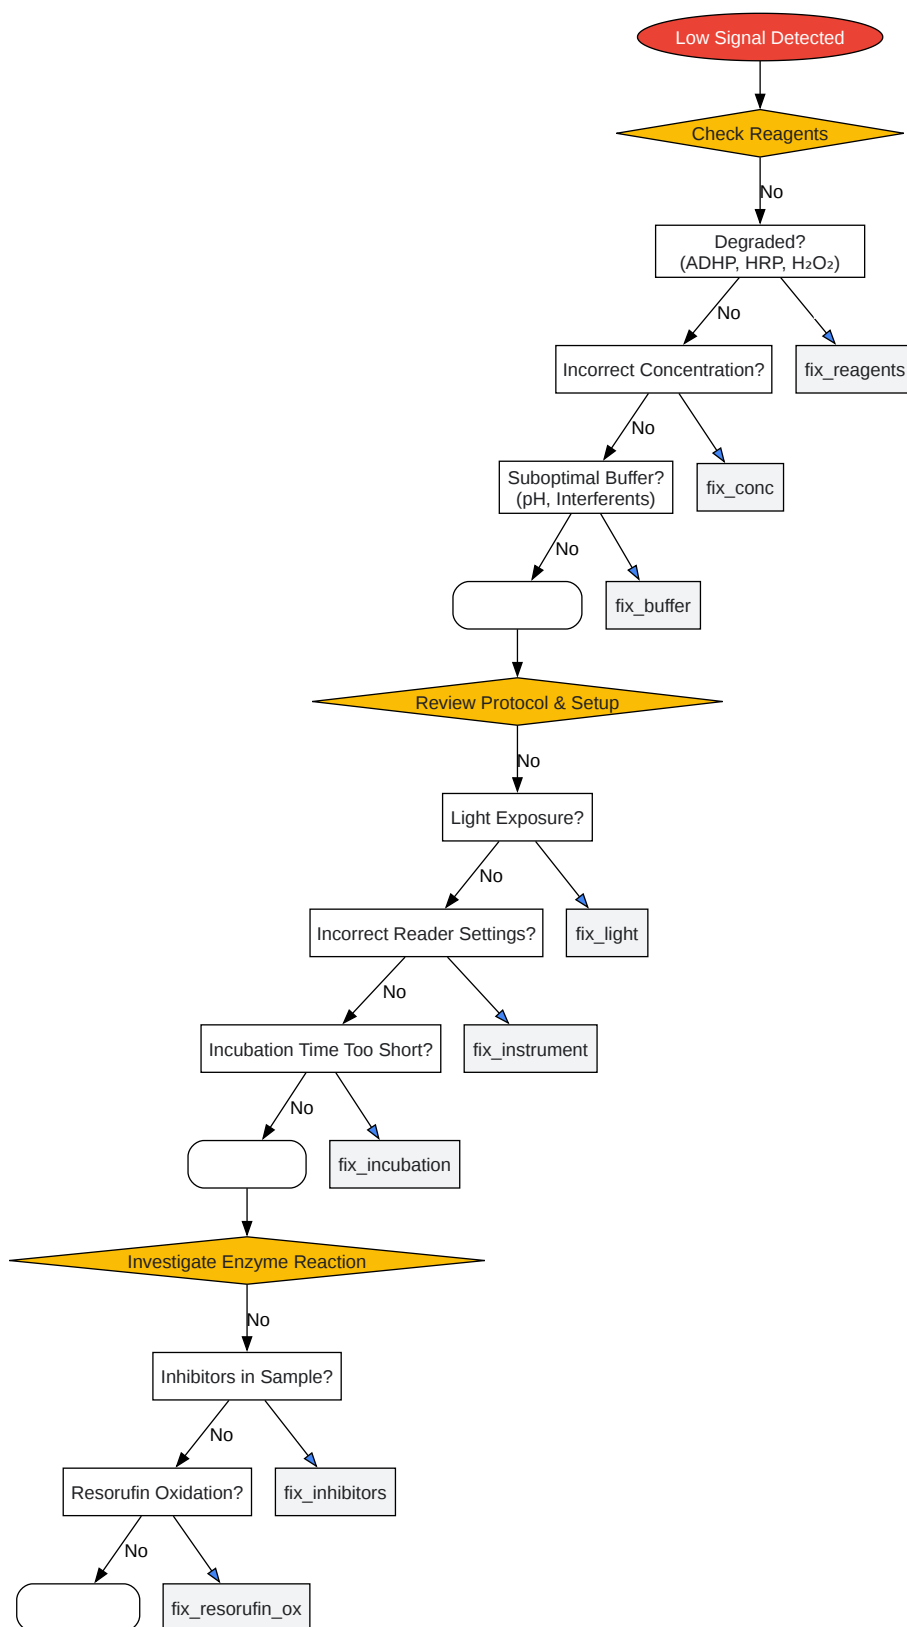 Low Signal Detected
Check Reagents
No
Degraded?
(ADHP, HRP, H₂O₂)
No
Incorrect Concentration?
fix_reagents
No
Suboptimal Buffer?
(pH, Interferents)
fix_conc
No
fix_buffer
Review Protocol & Setup
No
Light Exposure?
No
Incorrect Reader Settings?
fix_light
No
Incubation Time Too Short?
fix_instrument
No
fix_incubation
Investigate Enzyme Reaction
No
Inhibitors in Sample?
No
Resorufin Oxidation?
fix_inhibitors
No
fix_resorufin_ox